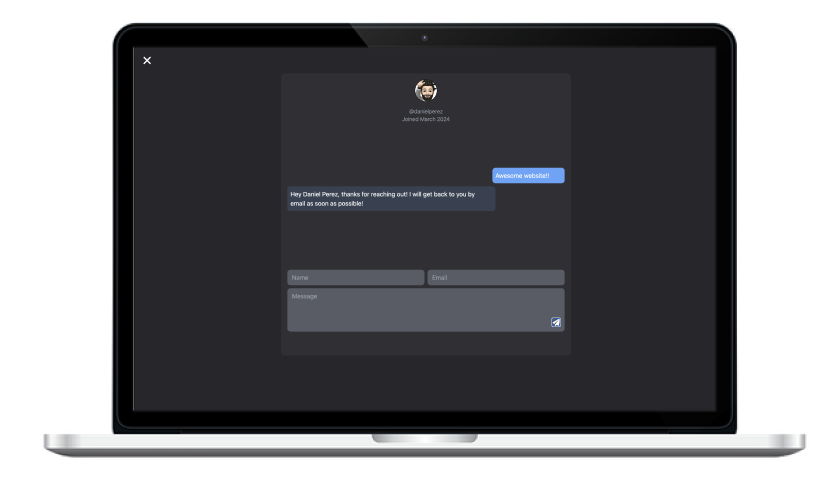 @danielperez
Joined March 2024
Awesome website!!
Hey Daniel Perez, thanks for reaching out! I will get back to you by
email as soon as possible!
Name
Email
Message